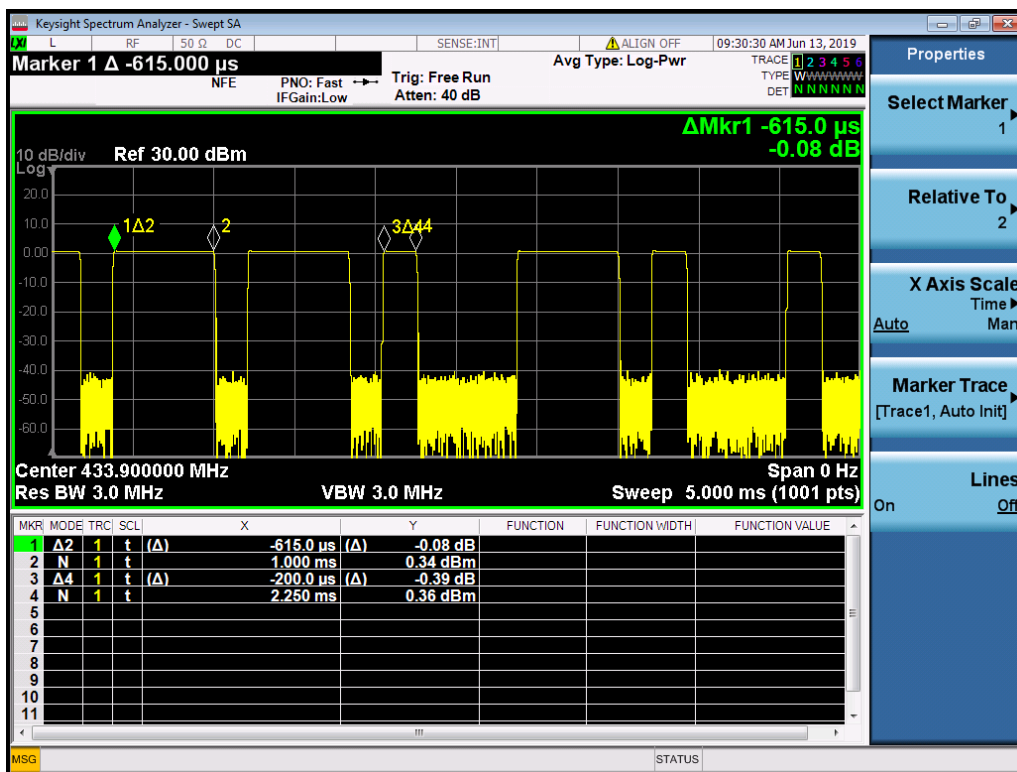 Keysight Spectrum Analyzer - Swept SA
LXI L RF 50 Ω DC SENSE:INT ALIGN OFF 09:30:30 AM Jun 13, 2019
Marker 1 Δ -615.000 µs
NFE PNO: Fast Trig: Free Run Avg Type: Log-Pwr TRACE 1 2 3 4 5 6
IFGain:Low Atten: 40 dB TYPE WWWWWW
DET N N N N N N
ΔMkr1 -615.0 µs
-0.08 dB
10 dB/div Ref 30.00 dBm
Log
20.0
10.0
0.00
-10.0
-20.0
-30.0
-40.0
-50.0
-60.0
1Δ2 2 3Δ4 4
Center 433.900000 MHz Span 0 Hz
Res BW 3.0 MHz VBW 3.0 MHz Sweep 5.000 ms (1001 pts)
MKR MODE TRC SCL X Y FUNCTION FUNCTION WIDTH FUNCTION VALUE
1 Δ2 1 t (Δ) -615.0 µs (Δ) -0.08 dB
2 N 1 t 1.000 ms 0.34 dBm
3 Δ4 1 t (Δ) -200.0 µs (Δ) -0.39 dB
4 N 1 t 2.250 ms 0.36 dBm
5
6
7
8
9
10
11
MSG STATUS
Properties
Select Marker
1
Relative To
2
X Axis Scale
Time
Auto Man
Marker Trace
[Trace1, Auto Init]
Lines
On Off